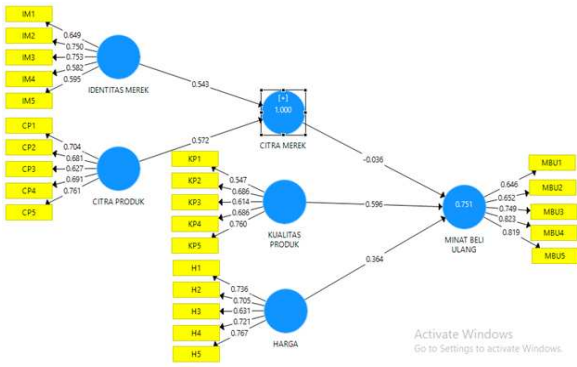 IM1
IM2
IM3
IM4
IM5
0.649
0.750
0.753
0.582
0.595
IDENTITAS MEREK
0.543
CP1
CP2
CP3
CP4
CP5
0.704
0.681
0.627
0.691
0.761
CITRA PRODUK
0.572
[+]
1.000
CITRA MEREK
-0.036
KP1
KP2
KP3
KP4
KP5
0.547
0.686
0.614
0.686
0.760
KUALITAS
PRODUK
0.596
H1
H2
H3
H4
H5
0.736
0.705
0.631
0.721
0.767
HARGA
0.364
0.751
MINAT BELI
ULANG
0.646
0.652
0.749
0.823
0.819
MBU1
MBU2
MBU3
MBU4
MBU5
Activate Windows
Go to Settings to activate Windows.